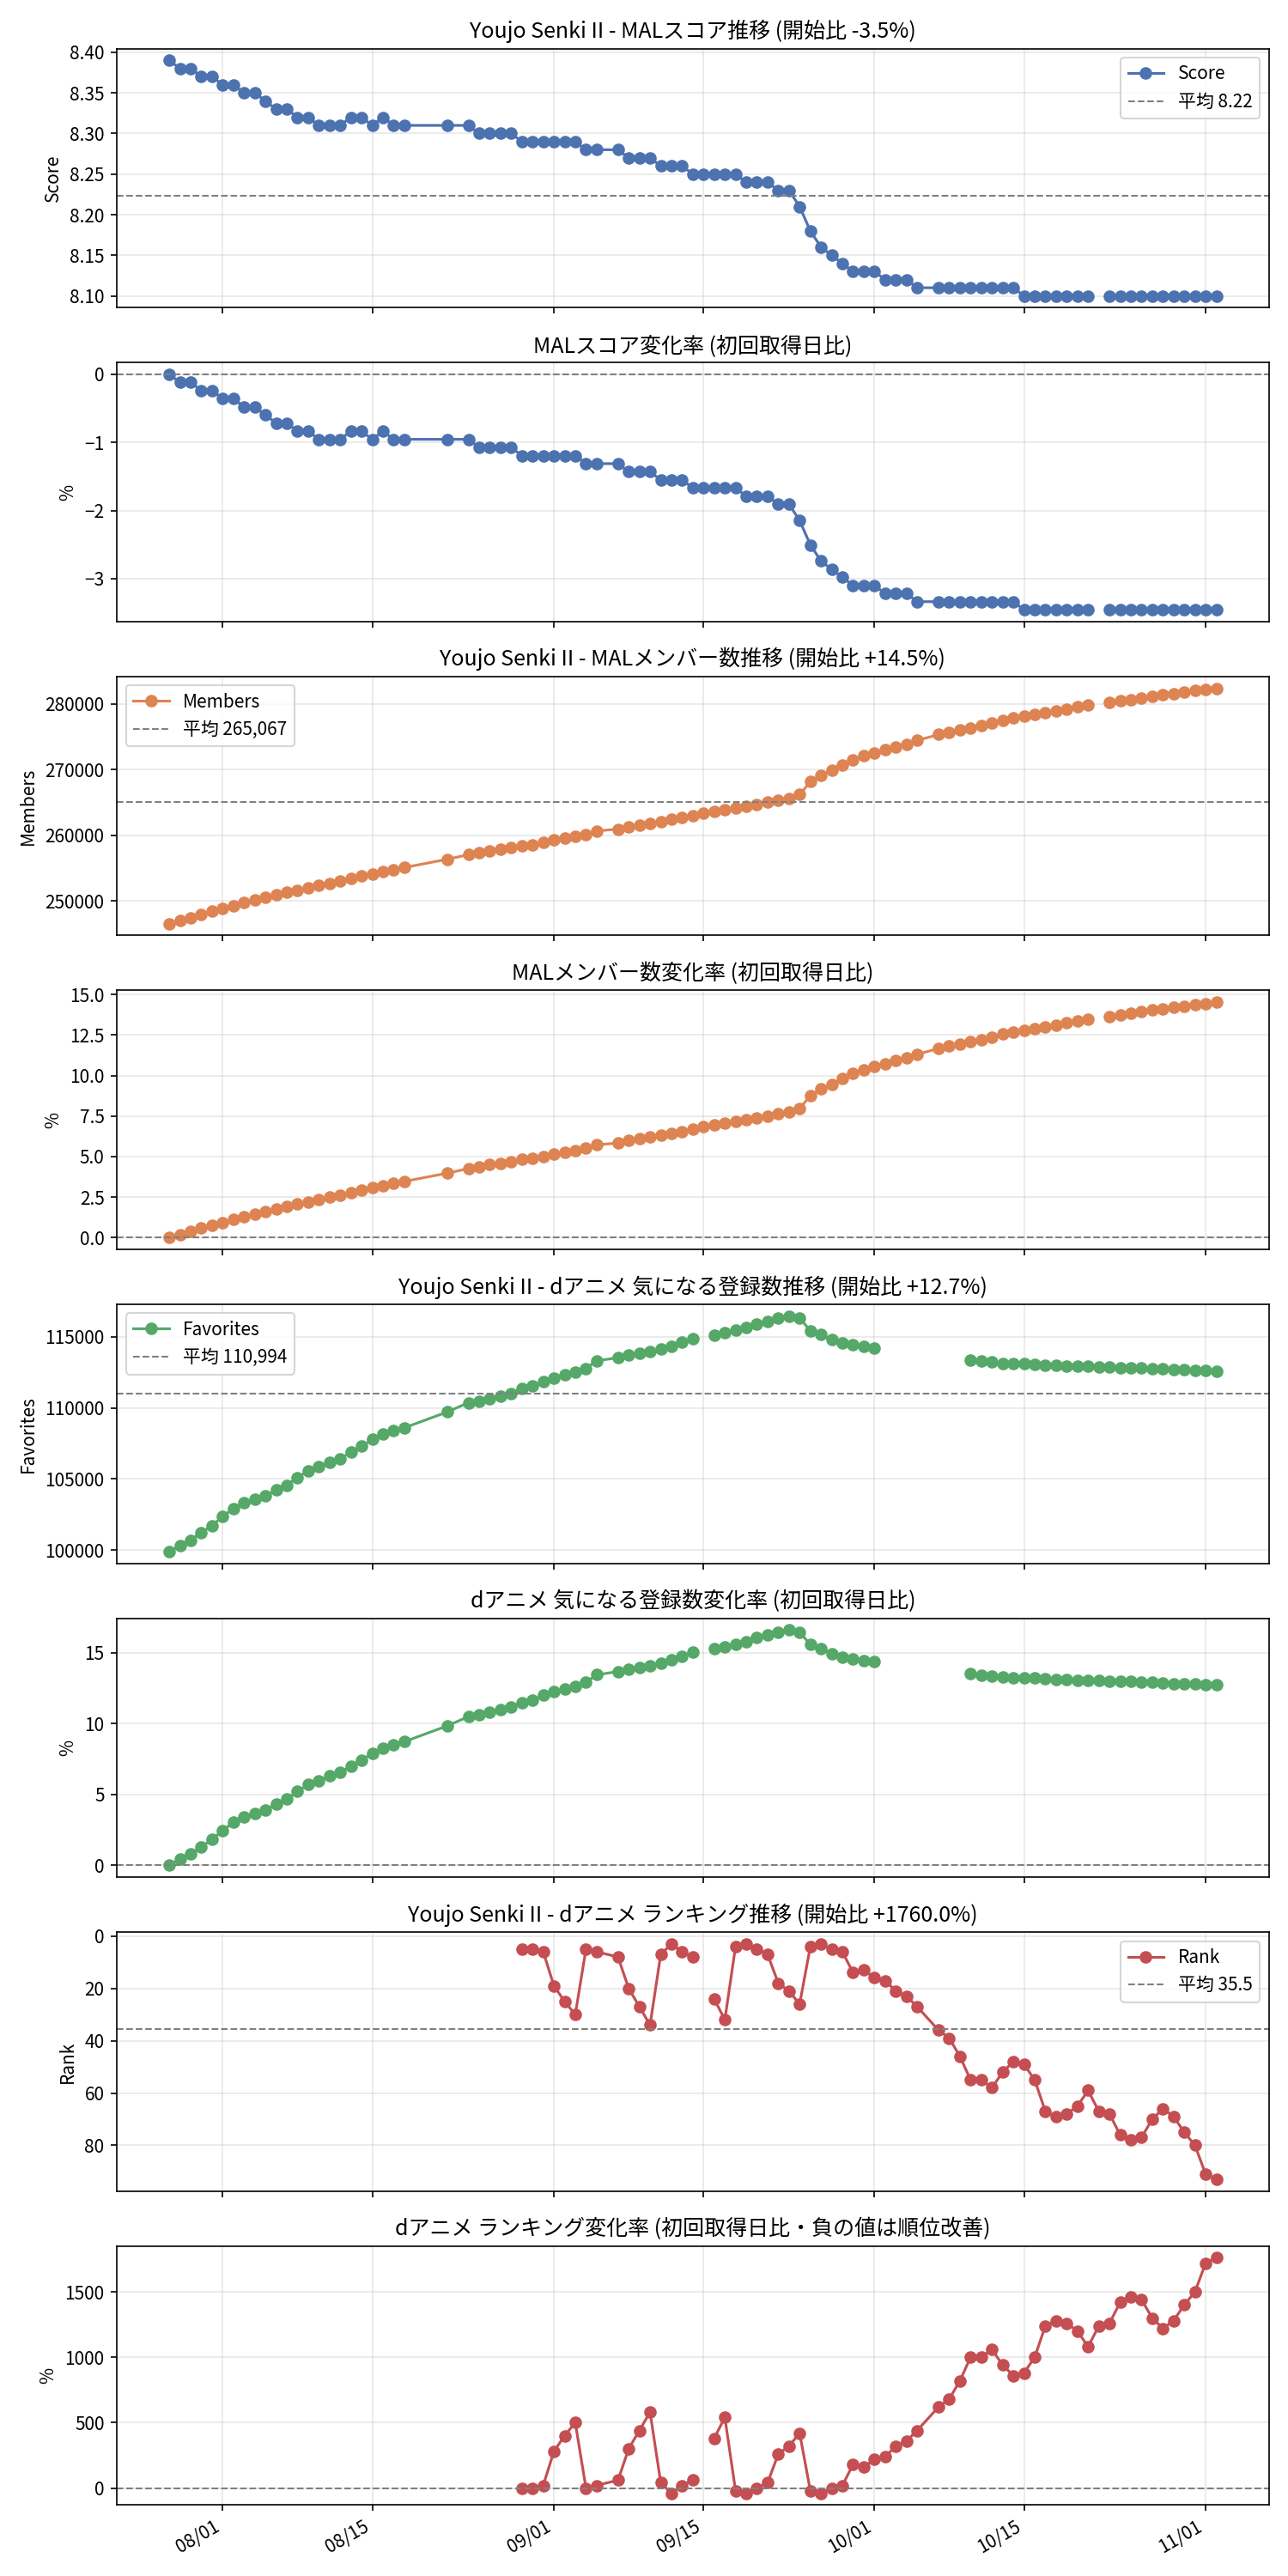 Youjo Senki II - MALスコア推移 (開始比 -3.5%)
8.40
8.35
8.30
8.25
8.20
8.15
8.10
Score
Score
平均 8.22
MALスコア変化率 (初回取得日比)
0
−1
−2
−3
%
Youjo Senki II - MALメンバー数推移 (開始比 +14.5%)
280000
270000
260000
250000
Members
Members
平均 265,067
MALメンバー数変化率 (初回取得日比)
15.0
12.5
10.0
7.5
5.0
2.5
0.0
%
Youjo Senki II - dアニメ 気になる登録数推移 (開始比 +12.7%)
115000
110000
105000
100000
Favorites
Favorites
平均 110,994
dアニメ 気になる登録数変化率 (初回取得日比)
15
10
5
0
%
Youjo Senki II - dアニメ ランキング推移 (開始比 +1760.0%)
0
20
40
60
80
Rank
Rank
平均 35.5
dアニメ ランキング変化率 (初回取得日比・負の値は順位改善)
1500
1000
500
0
%
08/01
08/15
09/01
09/15
10/01
10/15
11/01